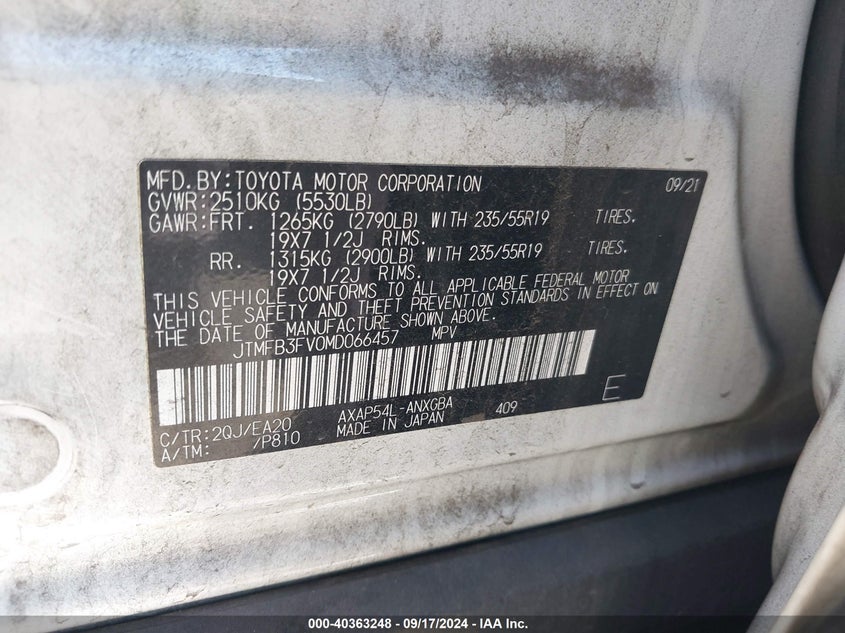 MFD.BY:TOYOTA MOTOR CORPORATION 09/21
GVWR:2510KG (5530LB)
GAWR:FRT. 1265KG (2790LB) WITH 235/55R19 TIRES.
19X7 1/2J RIMS.
RR. 1315KG (2900LB) WITH 235/55R19 TIRES.
19X7 1/2J RIMS.
THIS VEHICLE CONFORMS TO ALL APPLICABLE FEDERAL MOTOR
VEHICLE SAFETY AND THEFT PREVENTION STANDARDS IN EFFECT ON
THE DATE OF MANUFACTURE SHOWN ABOVE.
JTMFB3FV0MD066457 MPV
E
C/TR:2QJ/EA20 AXAP54L-ANXGBA 409
A/TM: /P810 MADE IN JAPAN
000-40363248 - 09/17/2024 - IAA Inc.